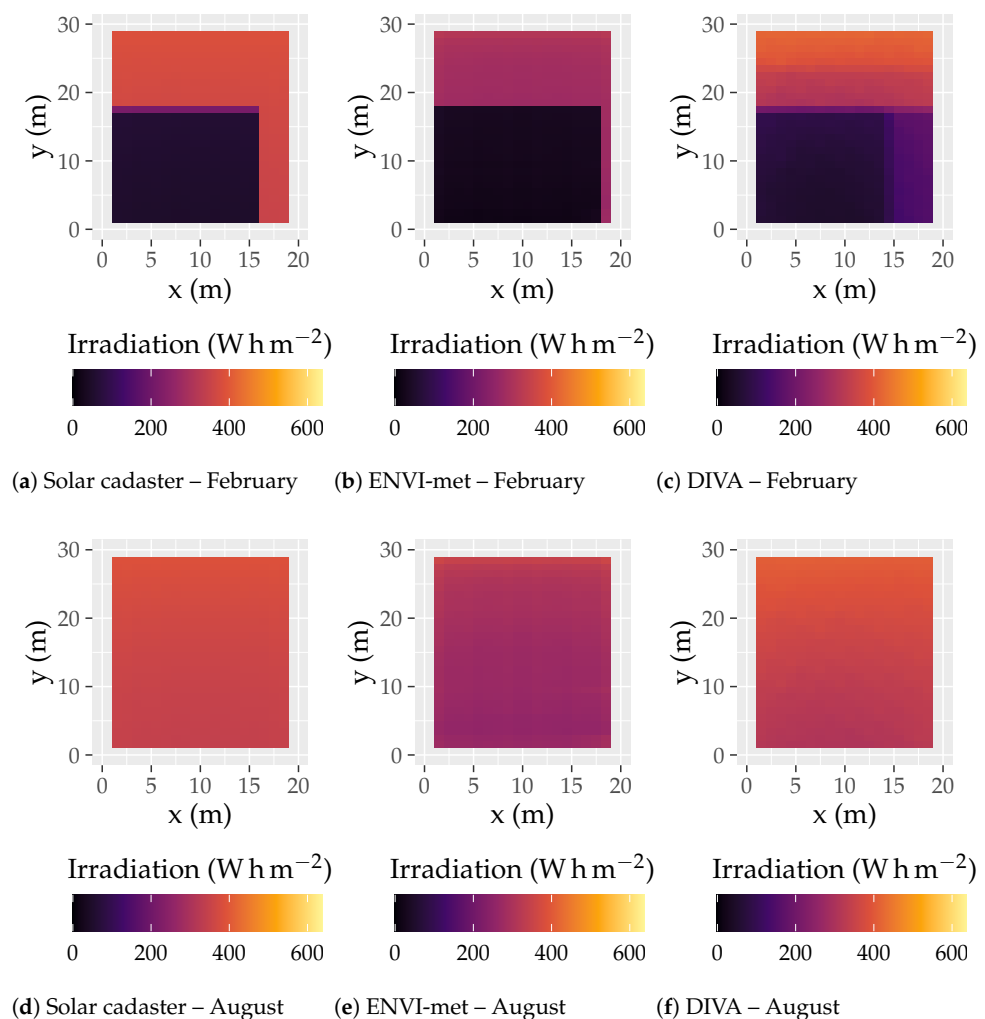 30
20
10
0
y (m)
0 5 10 15 20
x (m)
Irradiation (W h m−2)
0 200 400 600
(a) Solar cadaster – February
30
20
10
0
y (m)
0 5 10 15 20
x (m)
Irradiation (W h m−2)
0 200 400 600
(b) ENVI-met – February
30
20
10
0
y (m)
0 5 10 15 20
x (m)
Irradiation (W h m−2)
0 200 400 600
(c) DIVA – February
30
20
10
0
y (m)
0 5 10 15 20
x (m)
Irradiation (W h m−2)
0 200 400 600
(d) Solar cadaster – August
30
20
10
0
y (m)
0 5 10 15 20
x (m)
Irradiation (W h m−2)
0 200 400 600
(e) ENVI-met – August
30
20
10
0
y (m)
0 5 10 15 20
x (m)
Irradiation (W h m−2)
0 200 400 600
(f) DIVA – August